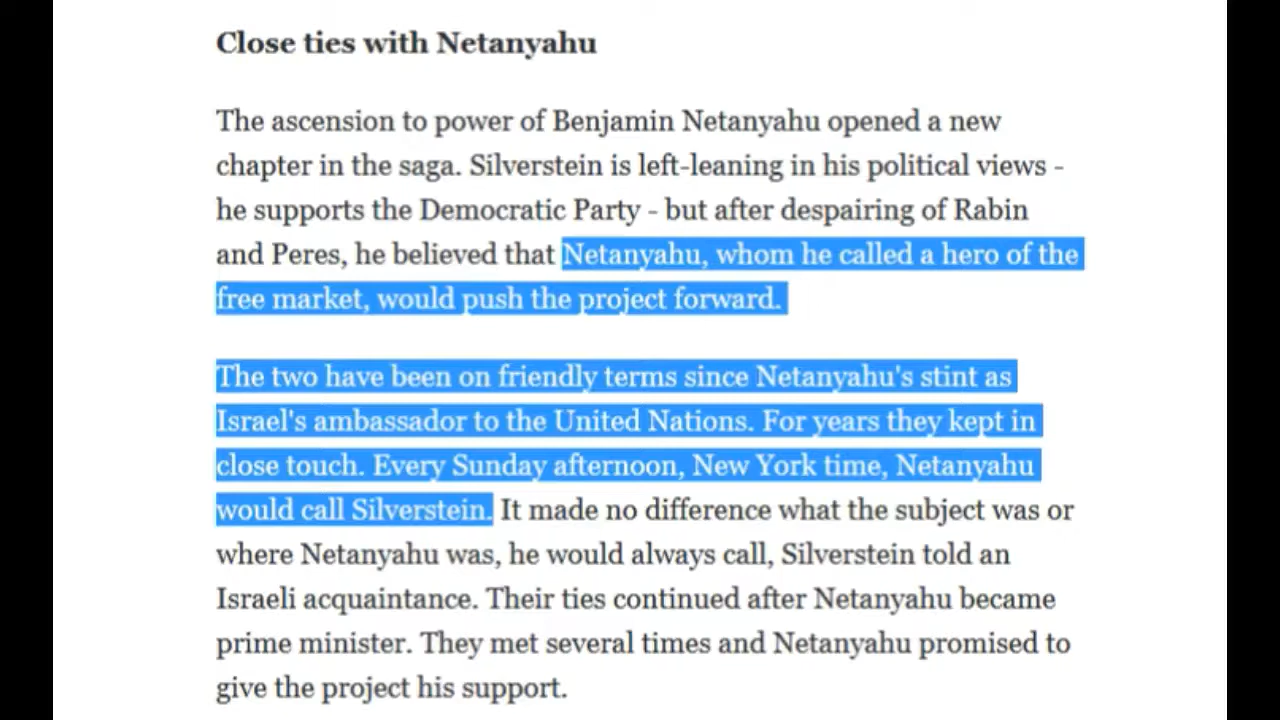 Close ties with Netanyahu
The ascension to power of Benjamin Netanyahu opened a new
chapter in the saga. Silverstein is left-leaning in his political views -
he supports the Democratic Party - but after despairing of Rabin
and Peres, he believed that Netanyahu, whom he called a hero of the
free market, would push the project forward.
The two have been on friendly terms since Netanyahu's stint as
Israel's ambassador to the United Nations. For years they kept in
close touch. Every Sunday afternoon, New York time, Netanyahu
would call Silverstein. It made no difference what the subject was or
where Netanyahu was, he would always call, Silverstein told an
Israeli acquaintance. Their ties continued after Netanyahu became
prime minister. They met several times and Netanyahu promised to
give the project his support.